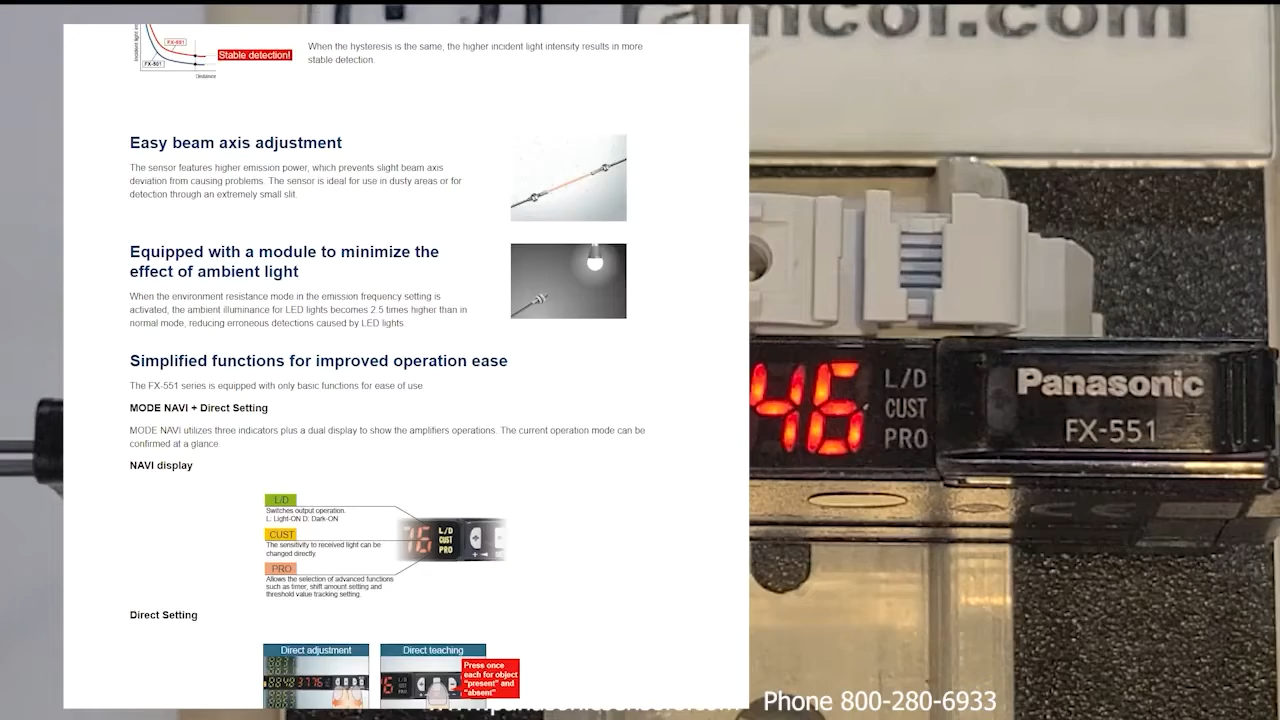 ramcoi.com
FX-551
FX-501
Stable detection!
Distance
When the hysteresis is the same, the higher incident light intensity results in more
stable detection.
Easy beam axis adjustment
The sensor features higher emission power, which prevents slight beam axis
deviation from causing problems. The sensor is ideal for use in dusty areas or for
detection through an extremely small slit.
Equipped with a module to minimize the
effect of ambient light
When the environment resistance mode in the emission frequency setting is
activated, the ambient illuminance for LED lights becomes 2.5 times higher than in
normal mode, reducing erroneous detections caused by LED lights.
Simplified functions for improved operation ease
The FX-551 series is equipped with only basic functions for ease of use
MODE NAVI + Direct Setting
MODE NAVI utilizes three indicators plus a dual display to show the amplifiers operations. The current operation mode can be
confirmed at a glance.
NAVI display
L/D
Switches output operation.
L: Light-ON D: Dark-ON
CUST
The sensitivity to received light can be
changed directly.
PRO
Allows the selection of advanced functions
such as timer, shift amount setting and
threshold value tracking setting.
16
L/D
CUST
PRO
Direct Setting
Direct adjustment
Direct teaching
Press once
each for object
"present" and
"absent"
46
L/D
CUST
PRO
Panasonic
FX-551
Phone 800-280-6933